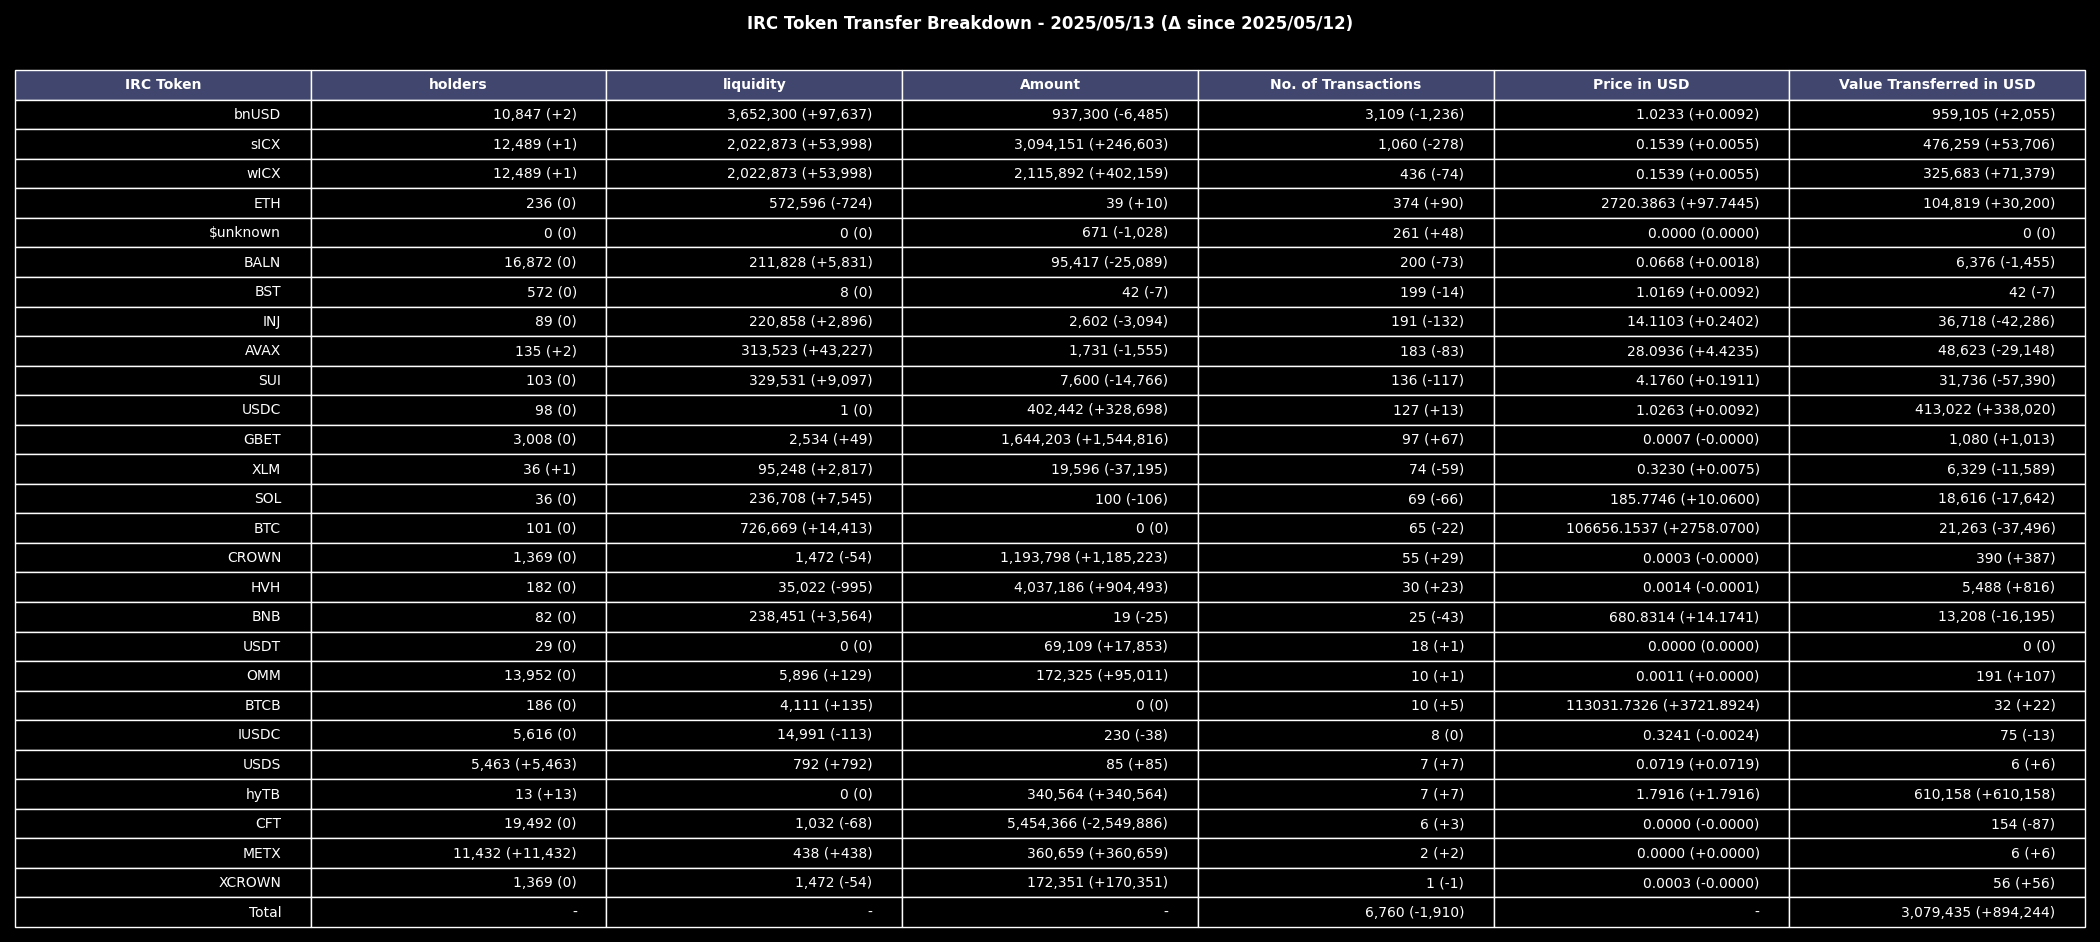 IRC Token Transfer Breakdown - 2025/05/13 (Δ since 2025/05/12)
IRC Token holders liquidity Amount No. of Transactions Price in USD Value Transferred in USD
bnUSD 10,847 (+2) 3,652,300 (+97,637) 937,300 (-6,485) 3,109 (-1,236) 1.0233 (+0.0092) 959,105 (+2,055)
sICX 12,489 (+1) 2,022,873 (+53,998) 3,094,151 (+246,603) 1,060 (-278) 0.1539 (+0.0055) 476,259 (+53,706)
wICX 12,489 (+1) 2,022,873 (+53,998) 2,115,892 (+402,159) 436 (-74) 0.1539 (+0.0055) 325,683 (+71,379)
ETH 236 (0) 572,596 (-724) 39 (+10) 374 (+90) 2720.3863 (+97.7445) 104,819 (+30,200)
$unknown 0 (0) 0 (0) 671 (-1,028) 261 (+48) 0.0000 (0.0000) 0 (0)
BALN 16,872 (0) 211,828 (+5,831) 95,417 (-25,089) 200 (-73) 0.0668 (+0.0018) 6,376 (-1,455)
BST 572 (0) 8 (0) 42 (-7) 199 (-14) 1.0169 (+0.0092) 42 (-7)
INJ 89 (0) 220,858 (+2,896) 2,602 (-3,094) 191 (-132) 14.1103 (+0.2402) 36,718 (-42,286)
AVAX 135 (+2) 313,523 (+43,227) 1,731 (-1,555) 183 (-83) 28.0936 (+4.4235) 48,623 (-29,148)
SUI 103 (0) 329,531 (+9,097) 7,600 (-14,766) 136 (-117) 4.1760 (+0.1911) 31,736 (-57,390)
USDC 98 (0) 1 (0) 402,442 (+328,698) 127 (+13) 1.0263 (+0.0092) 413,022 (+338,020)
GBET 3,008 (0) 2,534 (+49) 1,644,203 (+1,544,816) 97 (+67) 0.0007 (-0.0000) 1,080 (+1,013)
XLM 36 (+1) 95,248 (+2,817) 19,596 (-37,195) 74 (-59) 0.3230 (+0.0075) 6,329 (-11,589)
SOL 36 (0) 236,708 (+7,545) 100 (-106) 69 (-66) 185.7746 (+10.0600) 18,616 (-17,642)
BTC 101 (0) 726,669 (+14,413) 0 (0) 65 (-22) 106656.1537 (+2758.0700) 21,263 (-37,496)
CROWN 1,369 (0) 1,472 (-54) 1,193,798 (+1,185,223) 55 (+29) 0.0003 (-0.0000) 390 (+387)
HVH 182 (0) 35,022 (-995) 4,037,186 (+904,493) 30 (+23) 0.0014 (-0.0001) 5,488 (+816)
BNB 82 (0) 238,451 (+3,564) 19 (-25) 25 (-43) 680.8314 (+14.1741) 13,208 (-16,195)
USDT 29 (0) 0 (0) 69,109 (+17,853) 18 (+1) 0.0000 (0.0000) 0 (0)
OMM 13,952 (0) 5,896 (+129) 172,325 (+95,011) 10 (+1) 0.0011 (+0.0000) 191 (+107)
BTCB 186 (0) 4,111 (+135) 0 (0) 10 (+5) 113031.7326 (+3721.8924) 32 (+22)
IUSDC 5,616 (0) 14,991 (-113) 230 (-38) 8 (0) 0.3241 (-0.0024) 75 (-13)
USDS 5,463 (+5,463) 792 (+792) 85 (+85) 7 (+7) 0.0719 (+0.0719) 6 (+6)
hyTB 13 (+13) 0 (0) 340,564 (+340,564) 7 (+7) 1.7916 (+1.7916) 610,158 (+610,158)
CFT 19,492 (0) 1,032 (-68) 5,454,366 (-2,549,886) 6 (+3) 0.0000 (-0.0000) 154 (-87)
METX 11,432 (+11,432) 438 (+438) 360,659 (+360,659) 2 (+2) 0.0000 (+0.0000) 6 (+6)
XCROWN 1,369 (0) 1,472 (-54) 172,351 (+170,351) 1 (-1) 0.0003 (-0.0000) 56 (+56)
Total - - - 6,760 (-1,910) - 3,079,435 (+894,244)